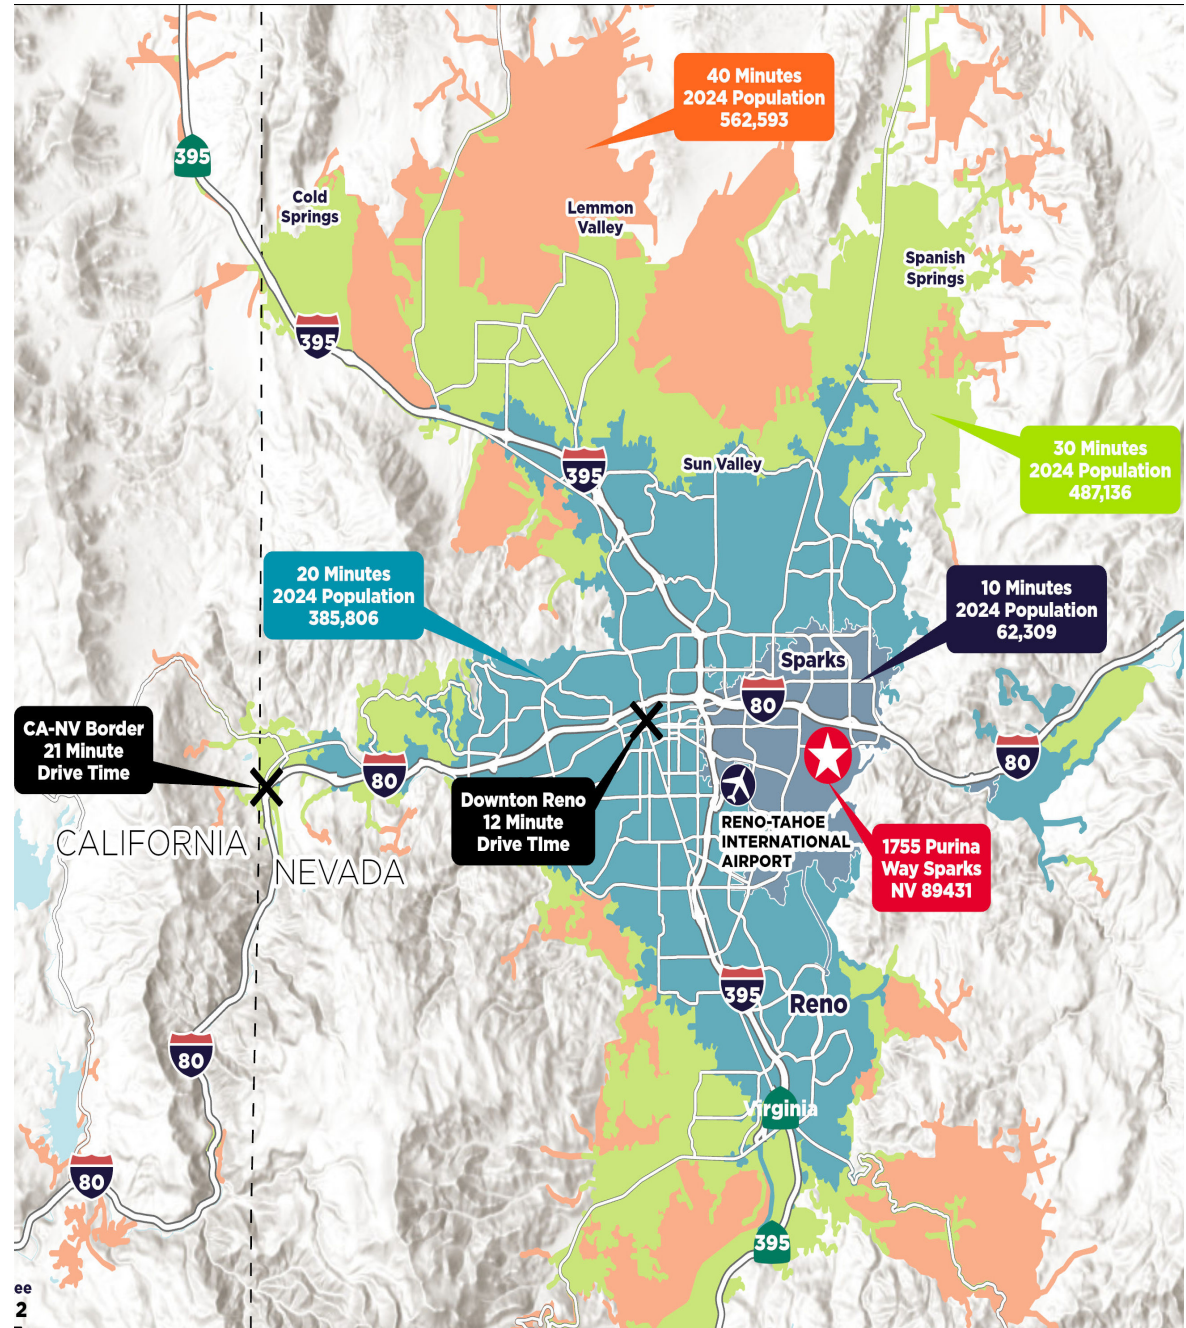 40 Minutes
2024 Population
562,593
395
Cold
Springs
Lemmon
Valley
Spanish
Springs
395
30 Minutes
2024 Population
487,136
Sun Valley
395
20 Minutes
2024 Population
385,806
10 Minutes
2024 Population
62,309
Sparks
80
CA-NV Border
21 Minute
Drive Time
80
80
Downton Reno
12 Minute
Drive TIme
RENO-TAHOE
INTERNATIONAL
AIRPORT
1755 Purina
Way Sparks
NV 89431
CALIFORNIA
NEVADA
395
Reno
80
Virginia
80
395
ee
2